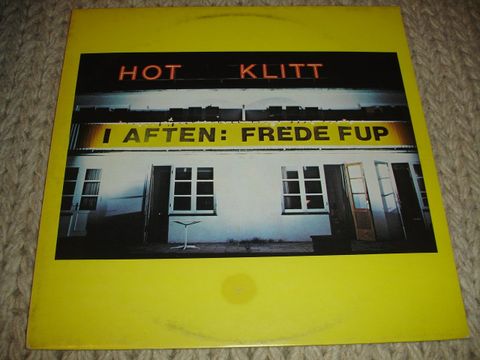 HOT KLITT
I AFTEN: FREDE FUP